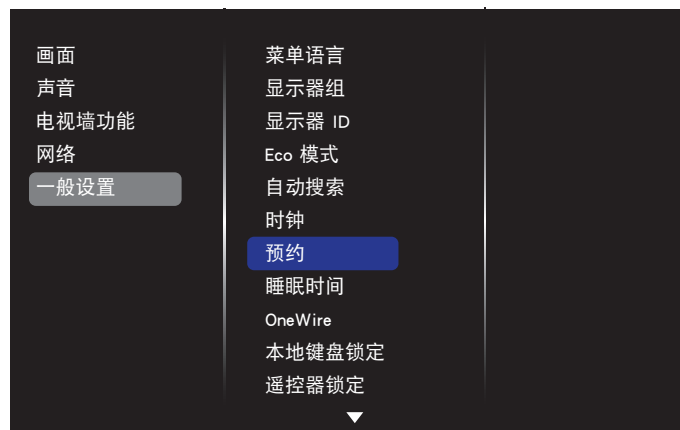 画面
声音
电视墙功能
网络
一般设置
菜单语言
显示器组
显示器 ID
Eco 模式
自动搜索
时钟
预约
睡眠时间
OneWire
本地键盘锁定
遥控器锁定